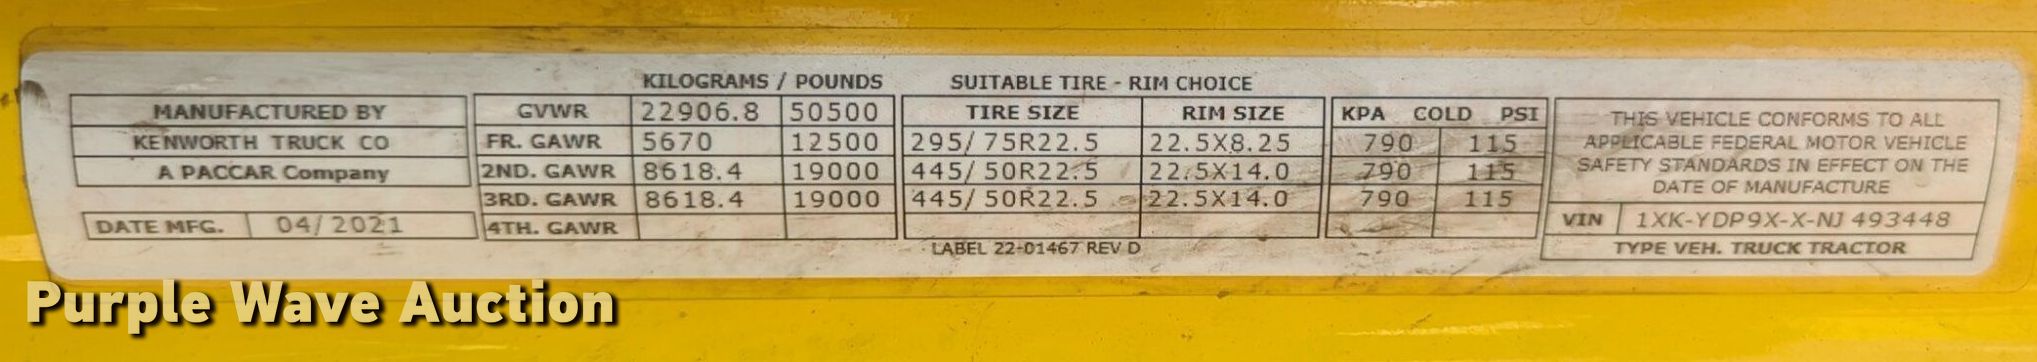 KILOGRAMS / POUNDS SUITABLE TIRE - RIM CHOICE
MANUFACTURED BY GVWR 22906.8 50500 TIRE SIZE RIM SIZE KPA COLD PSI
KENWORTH TRUCK CO FR. GAWR 5670 12500 295/ 75R22.5 22.5X8.25 790 115
A PACCAR Company 2ND. GAWR 8618.4 19000 445/ 50R22.5 22.5X14.0 790 115
3RD. GAWR 8618.4 19000 445/ 50R22.5 22.5X14.0 790 115
DATE MFG. 04/ 2021 4TH. GAWR
LABEL 22-01467 REV D
THIS VEHICLE CONFORMS TO ALL
APPLICABLE FEDERAL MOTOR VEHICLE
SAFETY STANDARDS IN EFFECT ON THE
DATE OF MANUFACTURE
VIN 1XK-YDP9X-X-NJ 493448
TYPE VEH. TRUCK TRACTOR
Purple Wave Auction